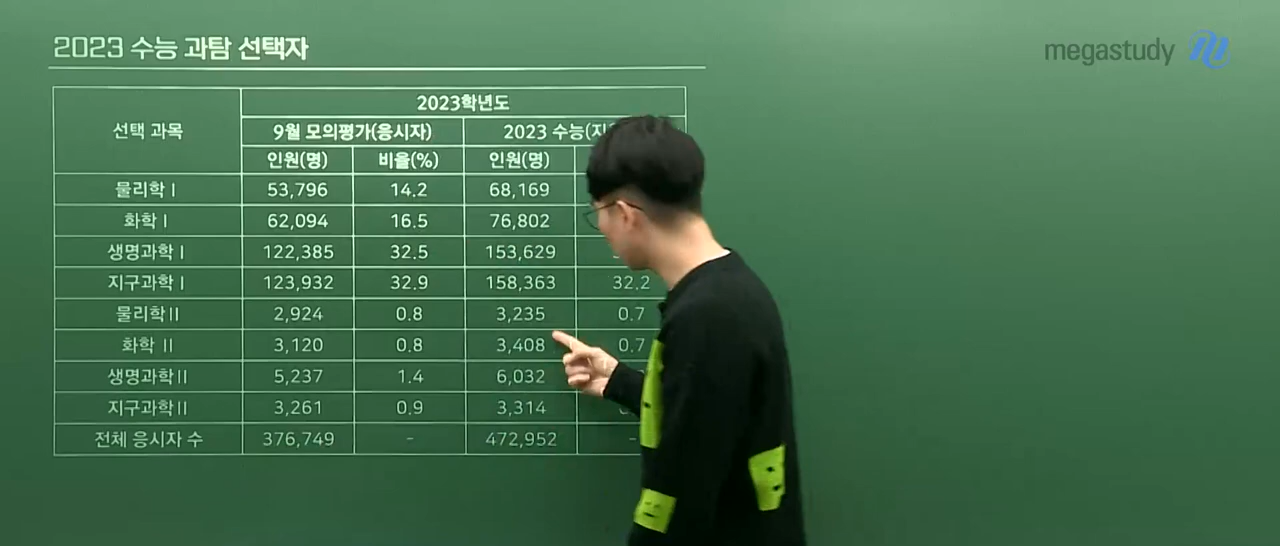 2023 수능 과탐 선택자
megastudy
선택 과목
2023학년도
9월 모의평가(응시자) 2023 수능(지
인원(명) 비율(%) 인원(명)
물리학 I 53,796 14.2 68,169
화학 I 62,094 16.5 76,802
생명과학 I 122,385 32.5 153,629
지구과학 I 123,932 32.9 158,363 32.2
물리학 II 2,924 0.8 3,235 0.7
화학 II 3,120 0.8 3,408 0.7
생명과학 II 5,237 1.4 6,032
지구과학 II 3,261 0.9 3,314
전체 응시자 수 376,749 - 472,952 -